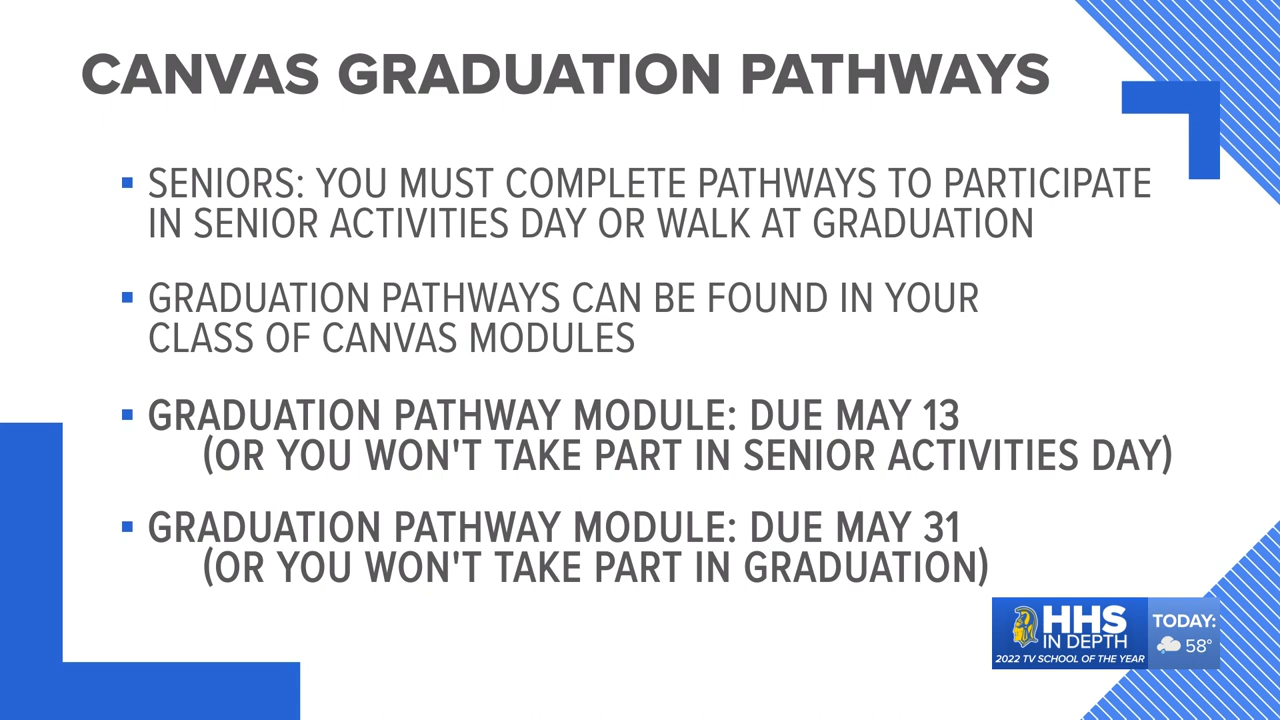 CANVAS GRADUATION PATHWAYS
SENIORS: YOU MUST COMPLETE PATHWAYS TO PARTICIPATE
IN SENIOR ACTIVITIES DAY OR WALK AT GRADUATION
GRADUATION PATHWAYS CAN BE FOUND IN YOUR
CLASS OF CANVAS MODULES
GRADUATION PATHWAY MODULE: DUE MAY 13
(OR YOU WON'T TAKE PART IN SENIOR ACTIVITIES DAY)
GRADUATION PATHWAY MODULE: DUE MAY 31
(OR YOU WON'T TAKE PART IN GRADUATION)
HHS
IN DEPTH
2022 TV SCHOOL OF THE YEAR
TODAY:
58°